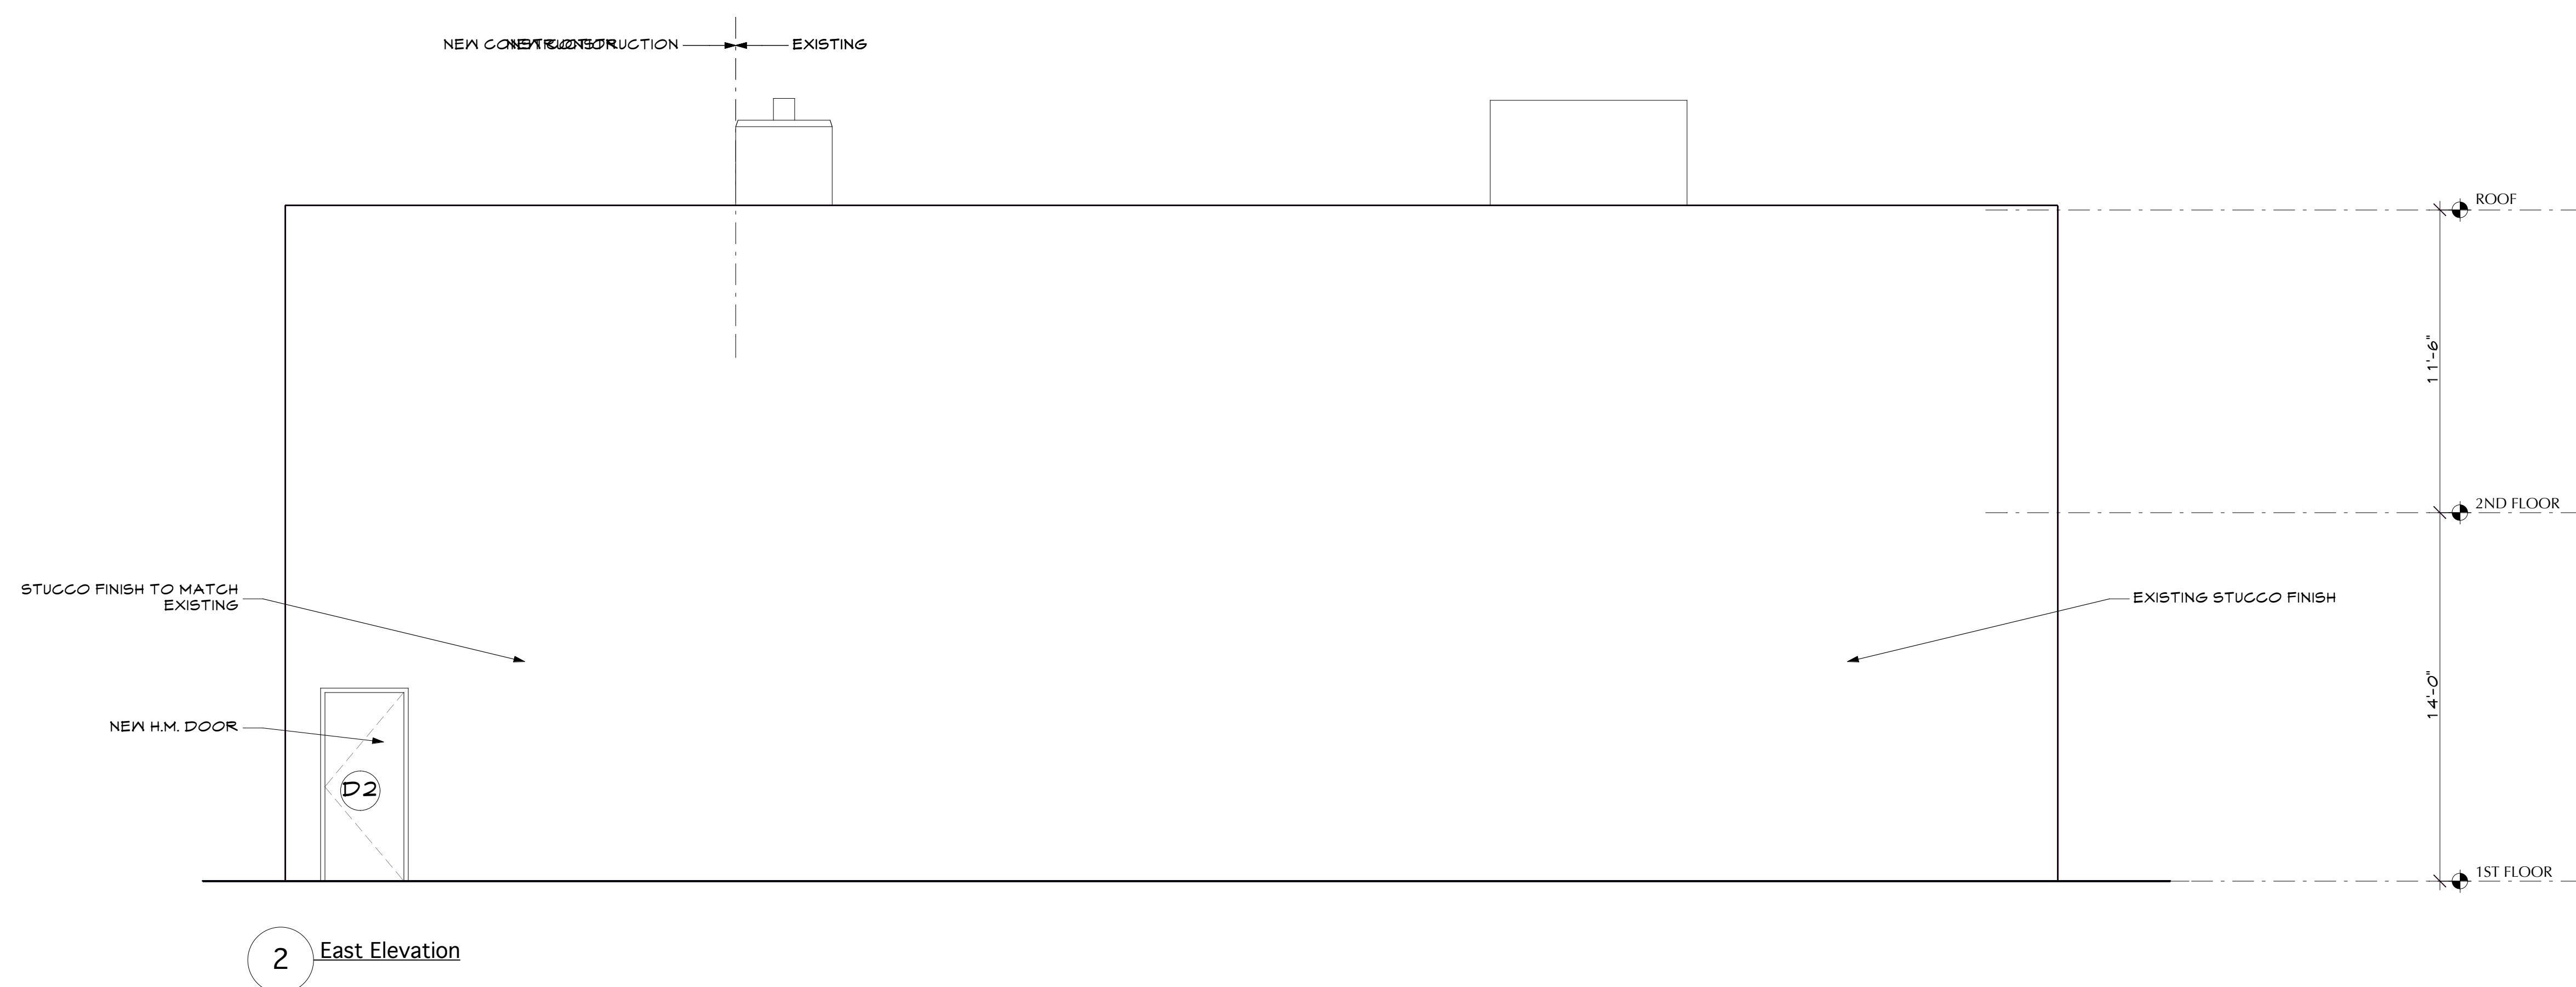 NEW CONSTRUCTION
EXISTING
ROOF
11'-6"
2ND FLOOR
STUCCO FINISH TO MATCH
EXISTING
EXISTING STUCCO FINISH
14'-0"
NEW H.M. DOOR
D2
1ST FLOOR
2
East Elevation